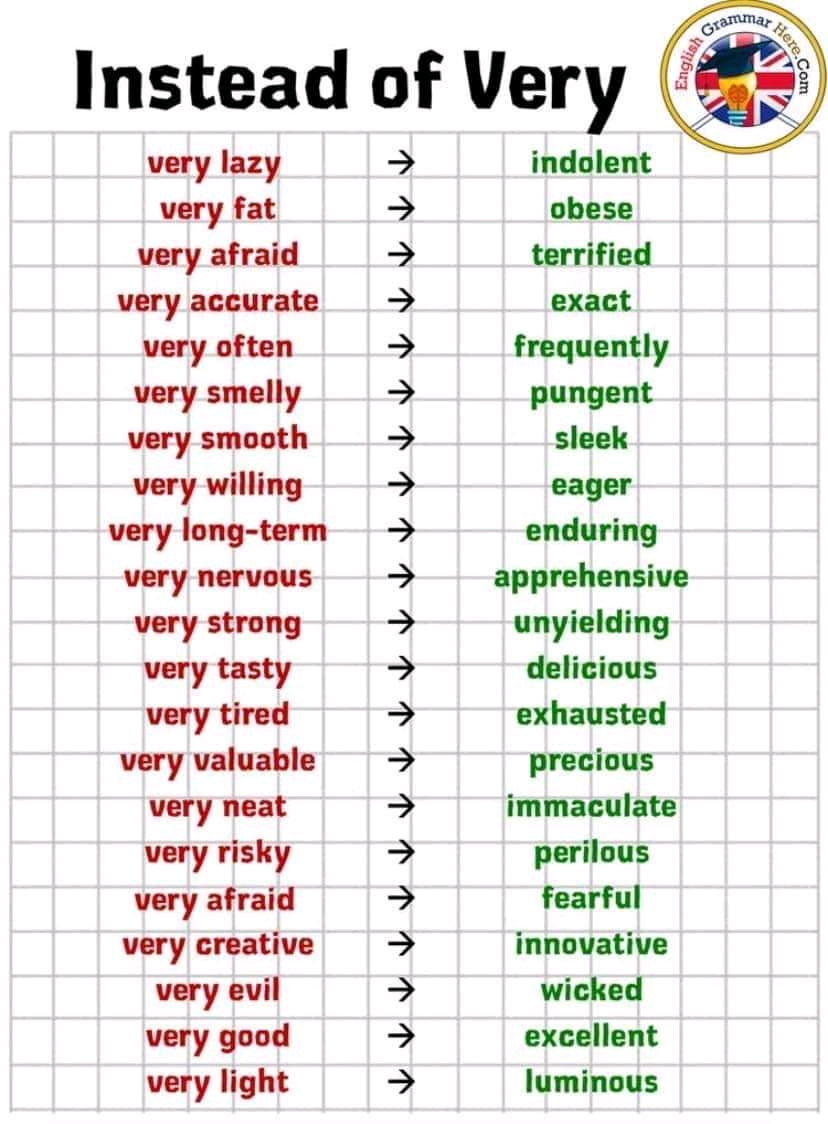 Instead of Very
English Grammar Here.Com
very lazy → indolent
very fat → obese
very afraid → terrified
very accurate → exact
very often → frequently
very smelly → pungent
very smooth → sleek
very willing → eager
very long-term → enduring
very nervous → apprehensive
very strong → unyielding
very tasty → delicious
very tired → exhausted
very valuable → precious
very neat → immaculate
very risky → perilous
very afraid → fearful
very creative → innovative
very evil → wicked
very good → excellent
very light → luminous